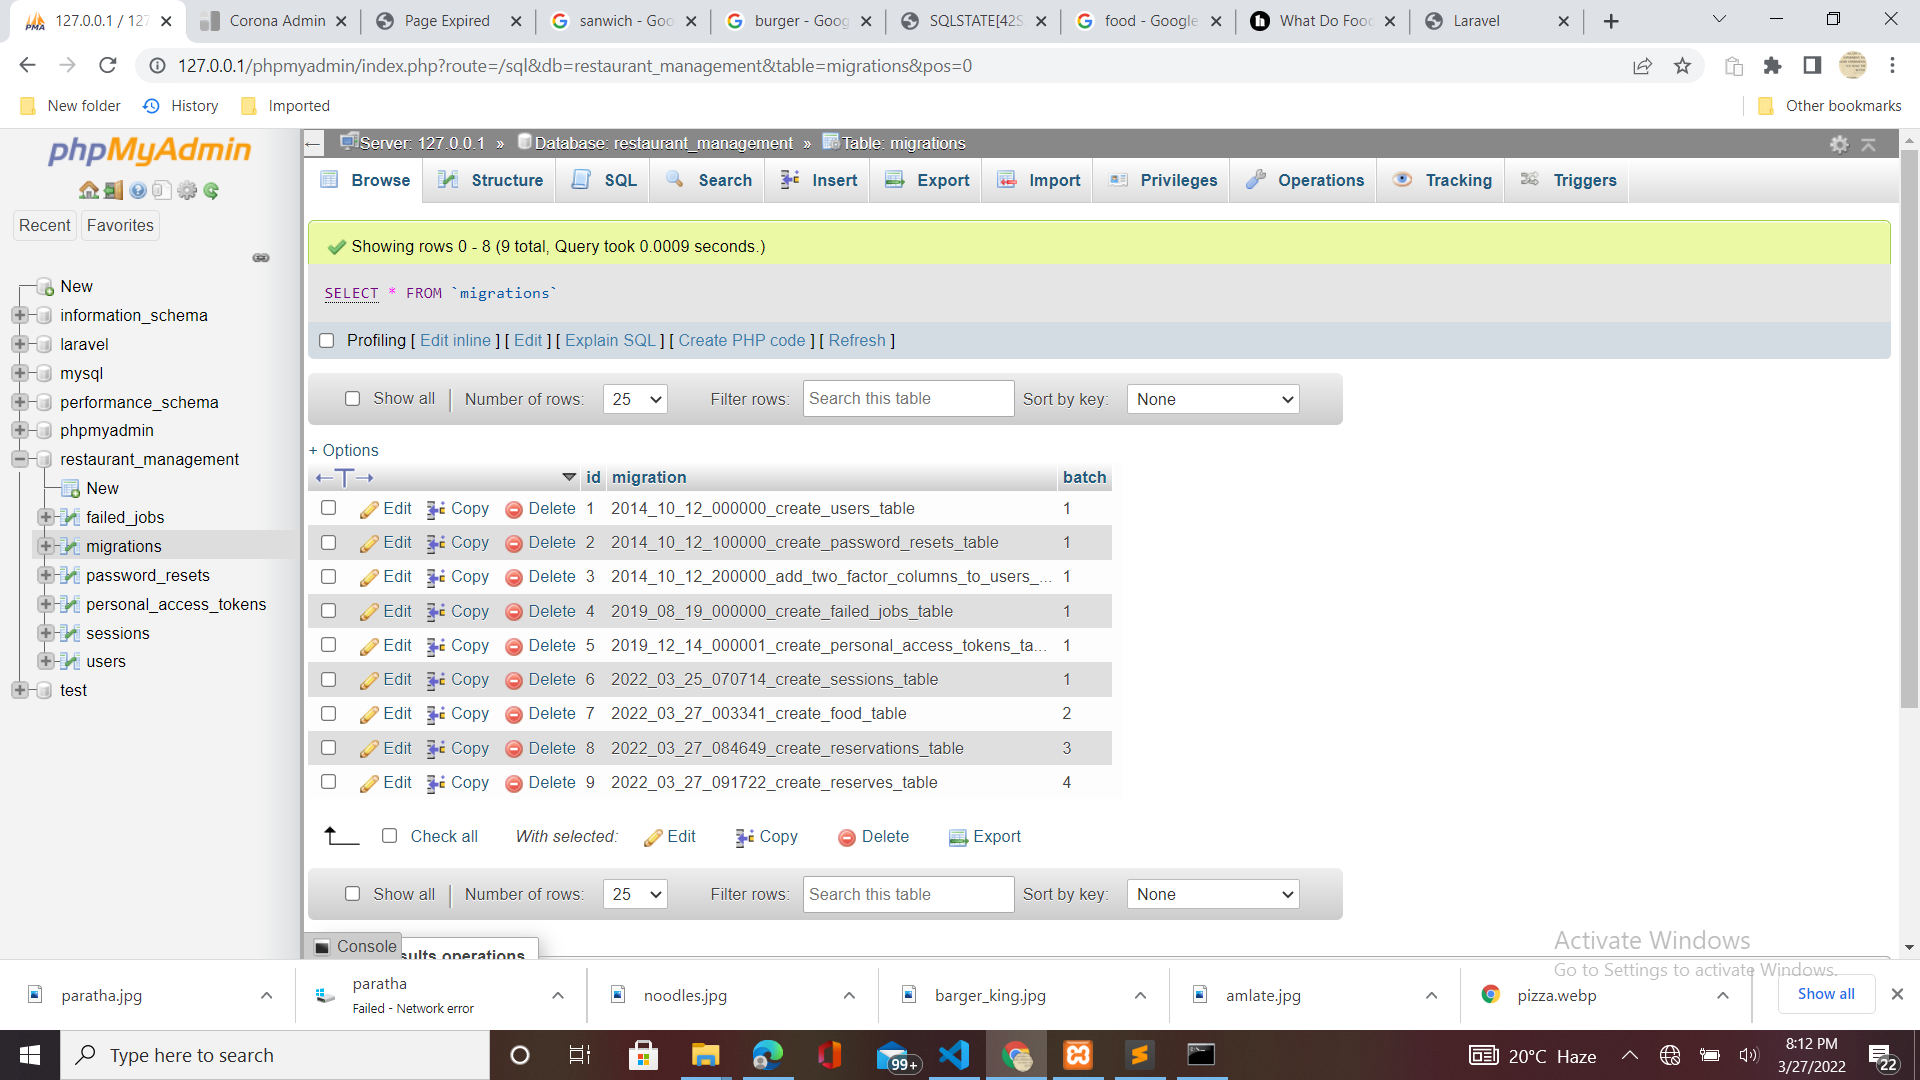 127.0.0.1 / 127
Corona Admin
Page Expired
sanwich - Goo
burger - Goog
SQLSTATE[42S
food - Google
What Do Food
Laravel
127.0.0.1/phpmyadmin/index.php?route=/sql&db=restaurant_management&table=migrations&pos=0
New folder
History
Imported
Other bookmarks
phpMyAdmin
Recent
Favorites
New
information_schema
laravel
mysql
performance_schema
phpmyadmin
restaurant_management
New
failed_jobs
migrations
password_resets
personal_access_tokens
sessions
users
test
Server: 127.0.0.1 » Database: restaurant_management » Table: migrations
Browse Structure SQL Search Insert Export Import Privileges Operations Tracking Triggers
Showing rows 0 - 8 (9 total, Query took 0.0009 seconds.)
SELECT * FROM `migrations`
Profiling [ Edit inline ] [ Edit ] [ Explain SQL ] [ Create PHP code ] [ Refresh ]
Show all Number of rows: 25 Filter rows: Search this table Sort by key: None
+ Options
←T→ id migration batch
Edit Copy Delete 1 2014_10_12_000000_create_users_table 1
Edit Copy Delete 2 2014_10_12_100000_create_password_resets_table 1
Edit Copy Delete 3 2014_10_12_200000_add_two_factor_columns_to_users_... 1
Edit Copy Delete 4 2019_08_19_000000_create_failed_jobs_table 1
Edit Copy Delete 5 2019_12_14_000001_create_personal_access_tokens_ta... 1
Edit Copy Delete 6 2022_03_25_070714_create_sessions_table 1
Edit Copy Delete 7 2022_03_27_003341_create_food_table 2
Edit Copy Delete 8 2022_03_27_084649_create_reservations_table 3
Edit Copy Delete 9 2022_03_27_091722_create_reserves_table 4
Check all With selected: Edit Copy Delete Export
Show all Number of rows: 25 Filter rows: Search this table Sort by key: None
Console
sults operations
Activate Windows
Go to Settings to activate Windows.
paratha.jpg
paratha
Failed - Network error
noodles.jpg
barger_king.jpg
amlate.jpg
pizza.webp
Show all
Type here to search
99+
20°C Haze
8:12 PM
3/27/2022
22